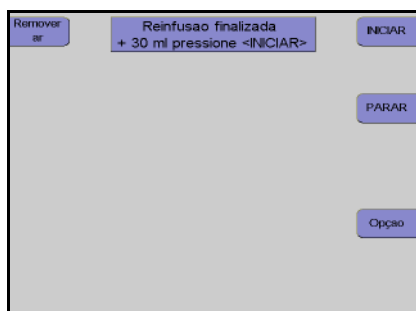 Remover
ar
Reinfusao finalizada
+ 30 ml pressione <INICIAR>
INICIAR
PARAR
Opçao